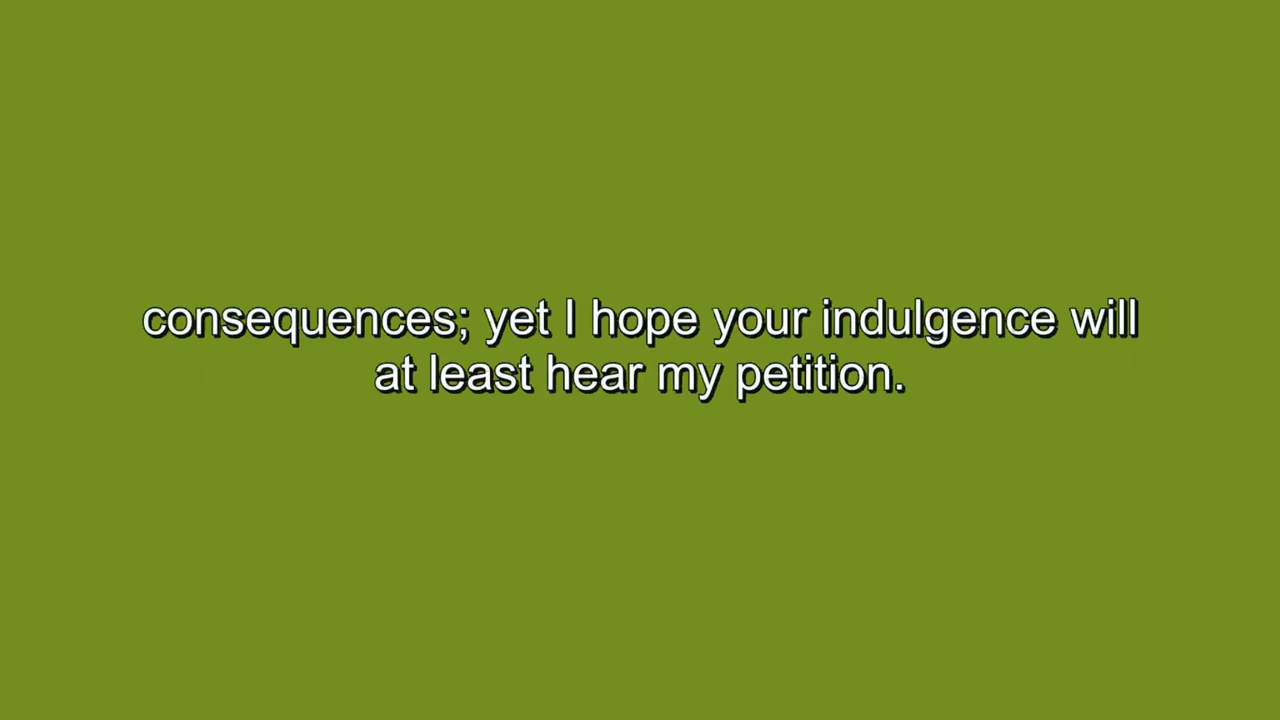 consequences; yet I hope your indulgence will
at least hear my petition.